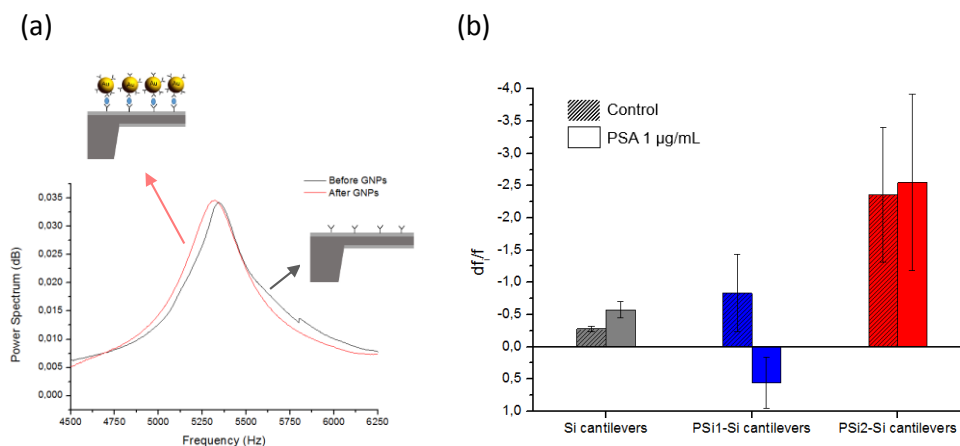 (a)
(b)
Au Au Au Au
Before GNPs
After GNPs
0,035
0,030
0,025
0,020
0,015
0,010
0,005
0,000
Power Spectrum (dB)
4500 4750 5000 5250 5500 5750 6000 6250
Frequency (Hz)
Control
PSA 1 µg/mL
-4,0
-3,5
-3,0
-2,5
-2,0
-1,5
-1,0
-0,5
0,0
0,5
1,0
df/f
Si cantilevers PSi1-Si cantilevers PSi2-Si cantilevers